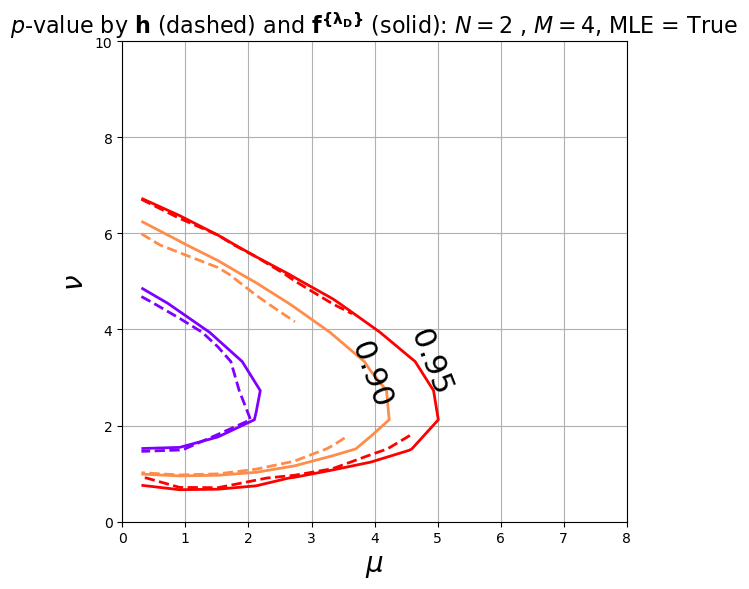 p-value by h (dashed) and f^{λ_D} (solid): N = 2 , M = 4, MLE = True
10
8
6
4
2
0
ν
0.90
0.95
0 1 2 3 4 5 6 7 8
μ